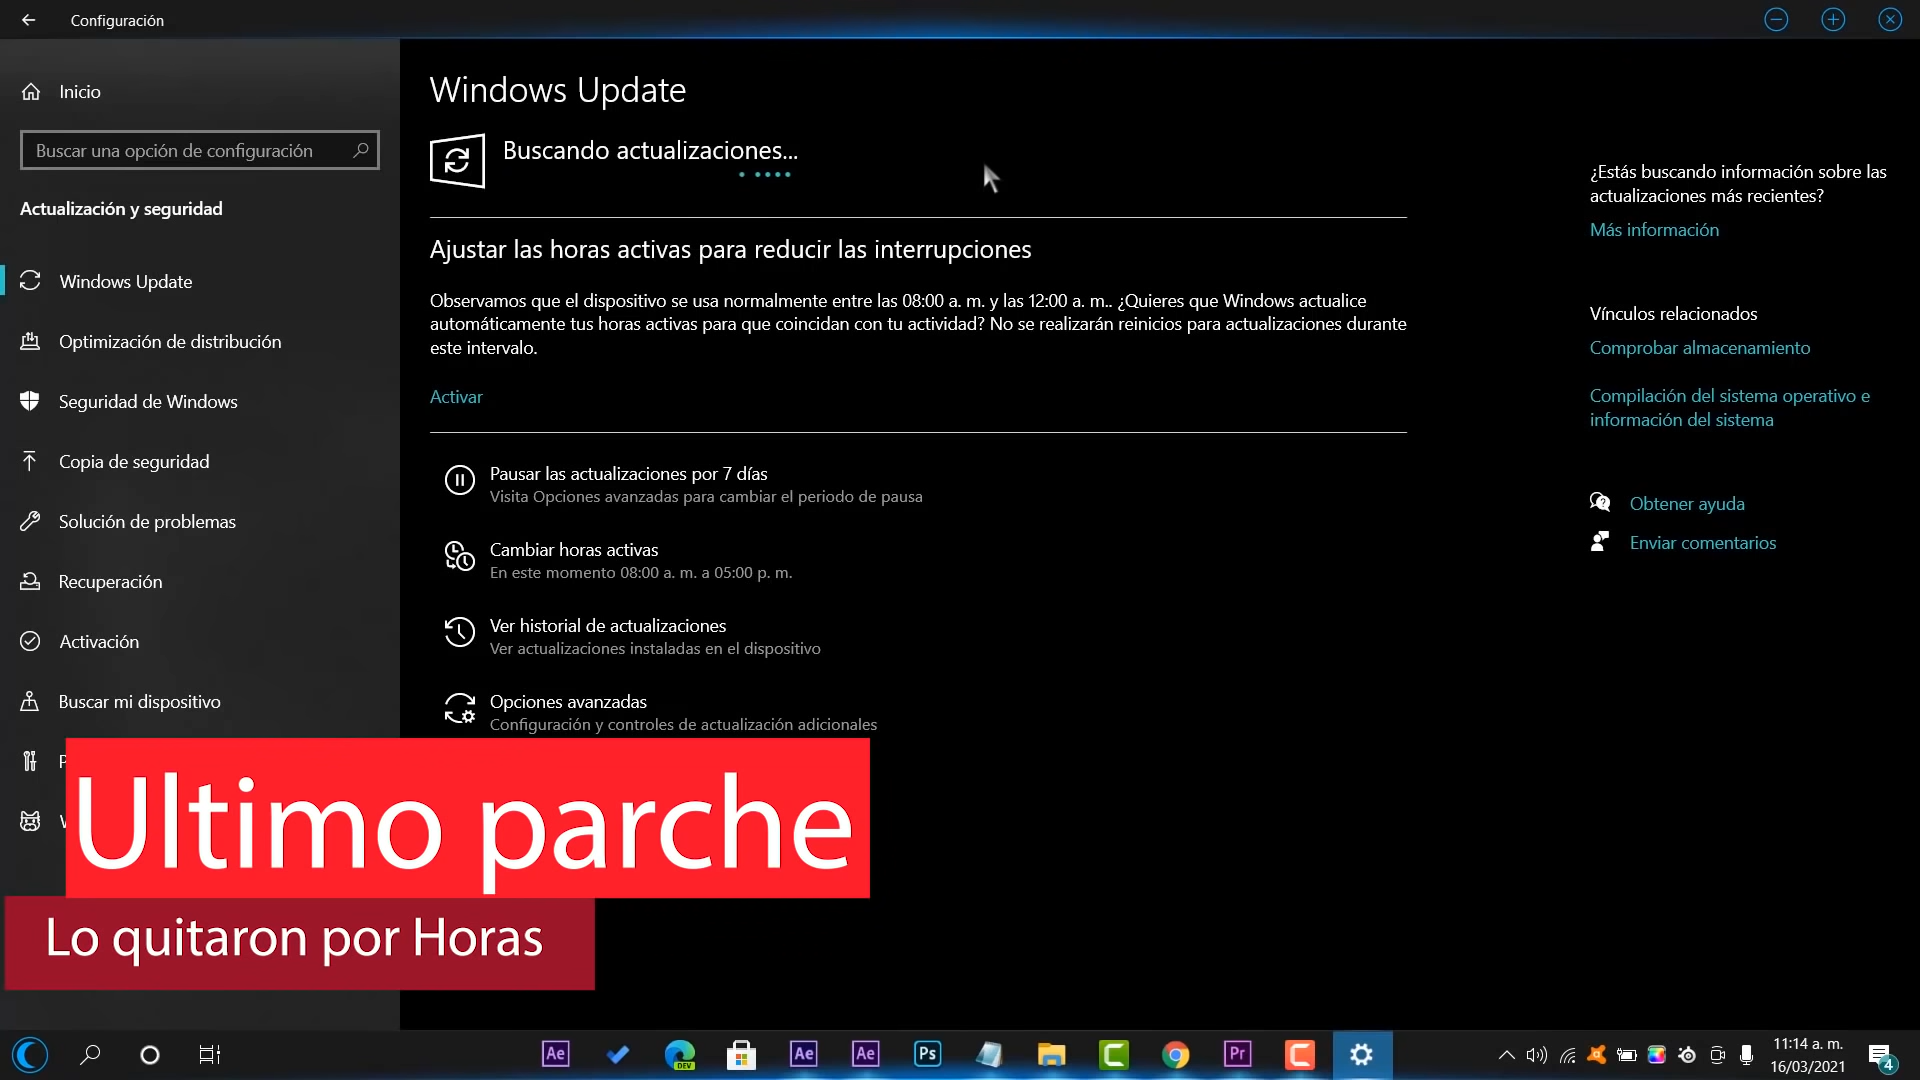 Configuración
Inicio
Buscar una opción de configuración
Actualización y seguridad
Windows Update
Optimización de distribución
Seguridad de Windows
Copia de seguridad
Solución de problemas
Recuperación
Activación
Buscar mi dispositivo
Windows Update
Buscando actualizaciones...
Ajustar las horas activas para reducir las interrupciones
Observamos que el dispositivo se usa normalmente entre las 08:00 a. m. y las 12:00 a. m.. ¿Quieres que Windows actualice
automáticamente tus horas activas para que coincidan con tu actividad? No se realizarán reinicios para actualizaciones durante
este intervalo.
Activar
Pausar las actualizaciones por 7 días
Visita Opciones avanzadas para cambiar el periodo de pausa
Cambiar horas activas
En este momento 08:00 a. m. a 05:00 p. m.
Ver historial de actualizaciones
Ver actualizaciones instaladas en el dispositivo
Opciones avanzadas
Configuración y controles de actualización adicionales
¿Estás buscando información sobre las
actualizaciones más recientes?
Más información
Vínculos relacionados
Comprobar almacenamiento
Compilación del sistema operativo e
información del sistema
Obtener ayuda
Enviar comentarios
Ultimo parche
Lo quitaron por Horas
Ae
DEV
Ae
Ae
Ps
Pr
11:14 a. m.
16/03/2021
4